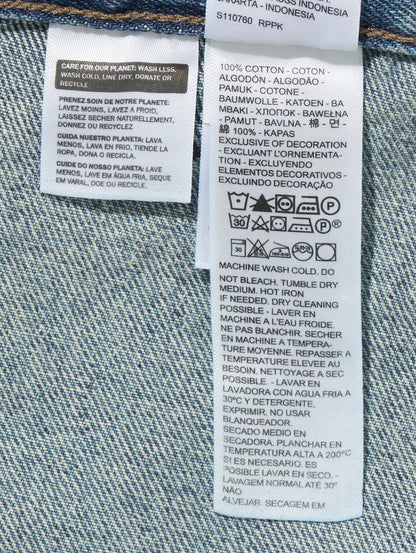 JAKARTA - INDONESIA
S110760 RPPK
CARE FOR OUR PLANET: WASH LESS,
WASH COLD, LINE DRY, DONATE OR
RECYCLE
PRENEZ SOIN DE NOTRE PLANETE:
LAVEZ MOINS, LAVEZ A FROID,
LAISSEZ SECHER NATURELLEMENT,
DONNEZ OU RECYCLEZ
CUIDA NUESTRO PLANETA: LAVA
MENOS, LAVA EN FRIO, TIENDE LA
ROPA, DONA O RECICLA.
CUIDE DO NOSSO PLANETA: LAVE
MENOS, LAVE EM ÁGUA FRIA, SEQUE
EM VARAL, DOE OU RECICLE.
100% COTTON - COTON -
ALGODÓN - ALGODÃO -
PAMUK - COTONE -
BAUMWOLLE - KATOEN - BA
MBAKI - ХЛОПОК - BAWEŁNA
- PAMUT - BAVLNA - 棉 - 면 -
綿 100% - KAPAS
EXCLUSIVE OF DECORATION
- EXCLUANT L'ORNEMENTA-
TION - EXCLUYENDO
ELEMENTOS DECORATIVOS -
EXCLUINDO DECORAÇÃO
P
30 P ®
30
MACHINE WASH COLD. DO
NOT BLEACH. TUMBLE DRY
MEDIUM. HOT IRON
IF NEEDED. DRY CLEANING
POSSIBLE - LAVER EN
MACHINE A L'EAU FROIDE.
NE PAS BLANCHIR. SECHER
EN MACHINE A TEMPERA-
TURE MOYENNE. REPASSER A
TEMPERATURE ELEVEE AU
BESOIN. NETTOYAGE A SEC
POSSIBLE. - LAVAR EN
LAVADORA CON AGUA FRIA A
30ºC Y DETERGENTE,
EXPRIMIR. NO USAR
BLANQUEADOR.
SECADO MEDIO EN
SECADORA. PLANCHAR EN
TEMPERATURA ALTA A 200°C
SI ES NECESARIO. ES
POSIBLE LAVAR EN SECO. -
LAVAGEM NORMAL ATÉ 30°
NÃO
ALVEJAR. SECAGEM EM